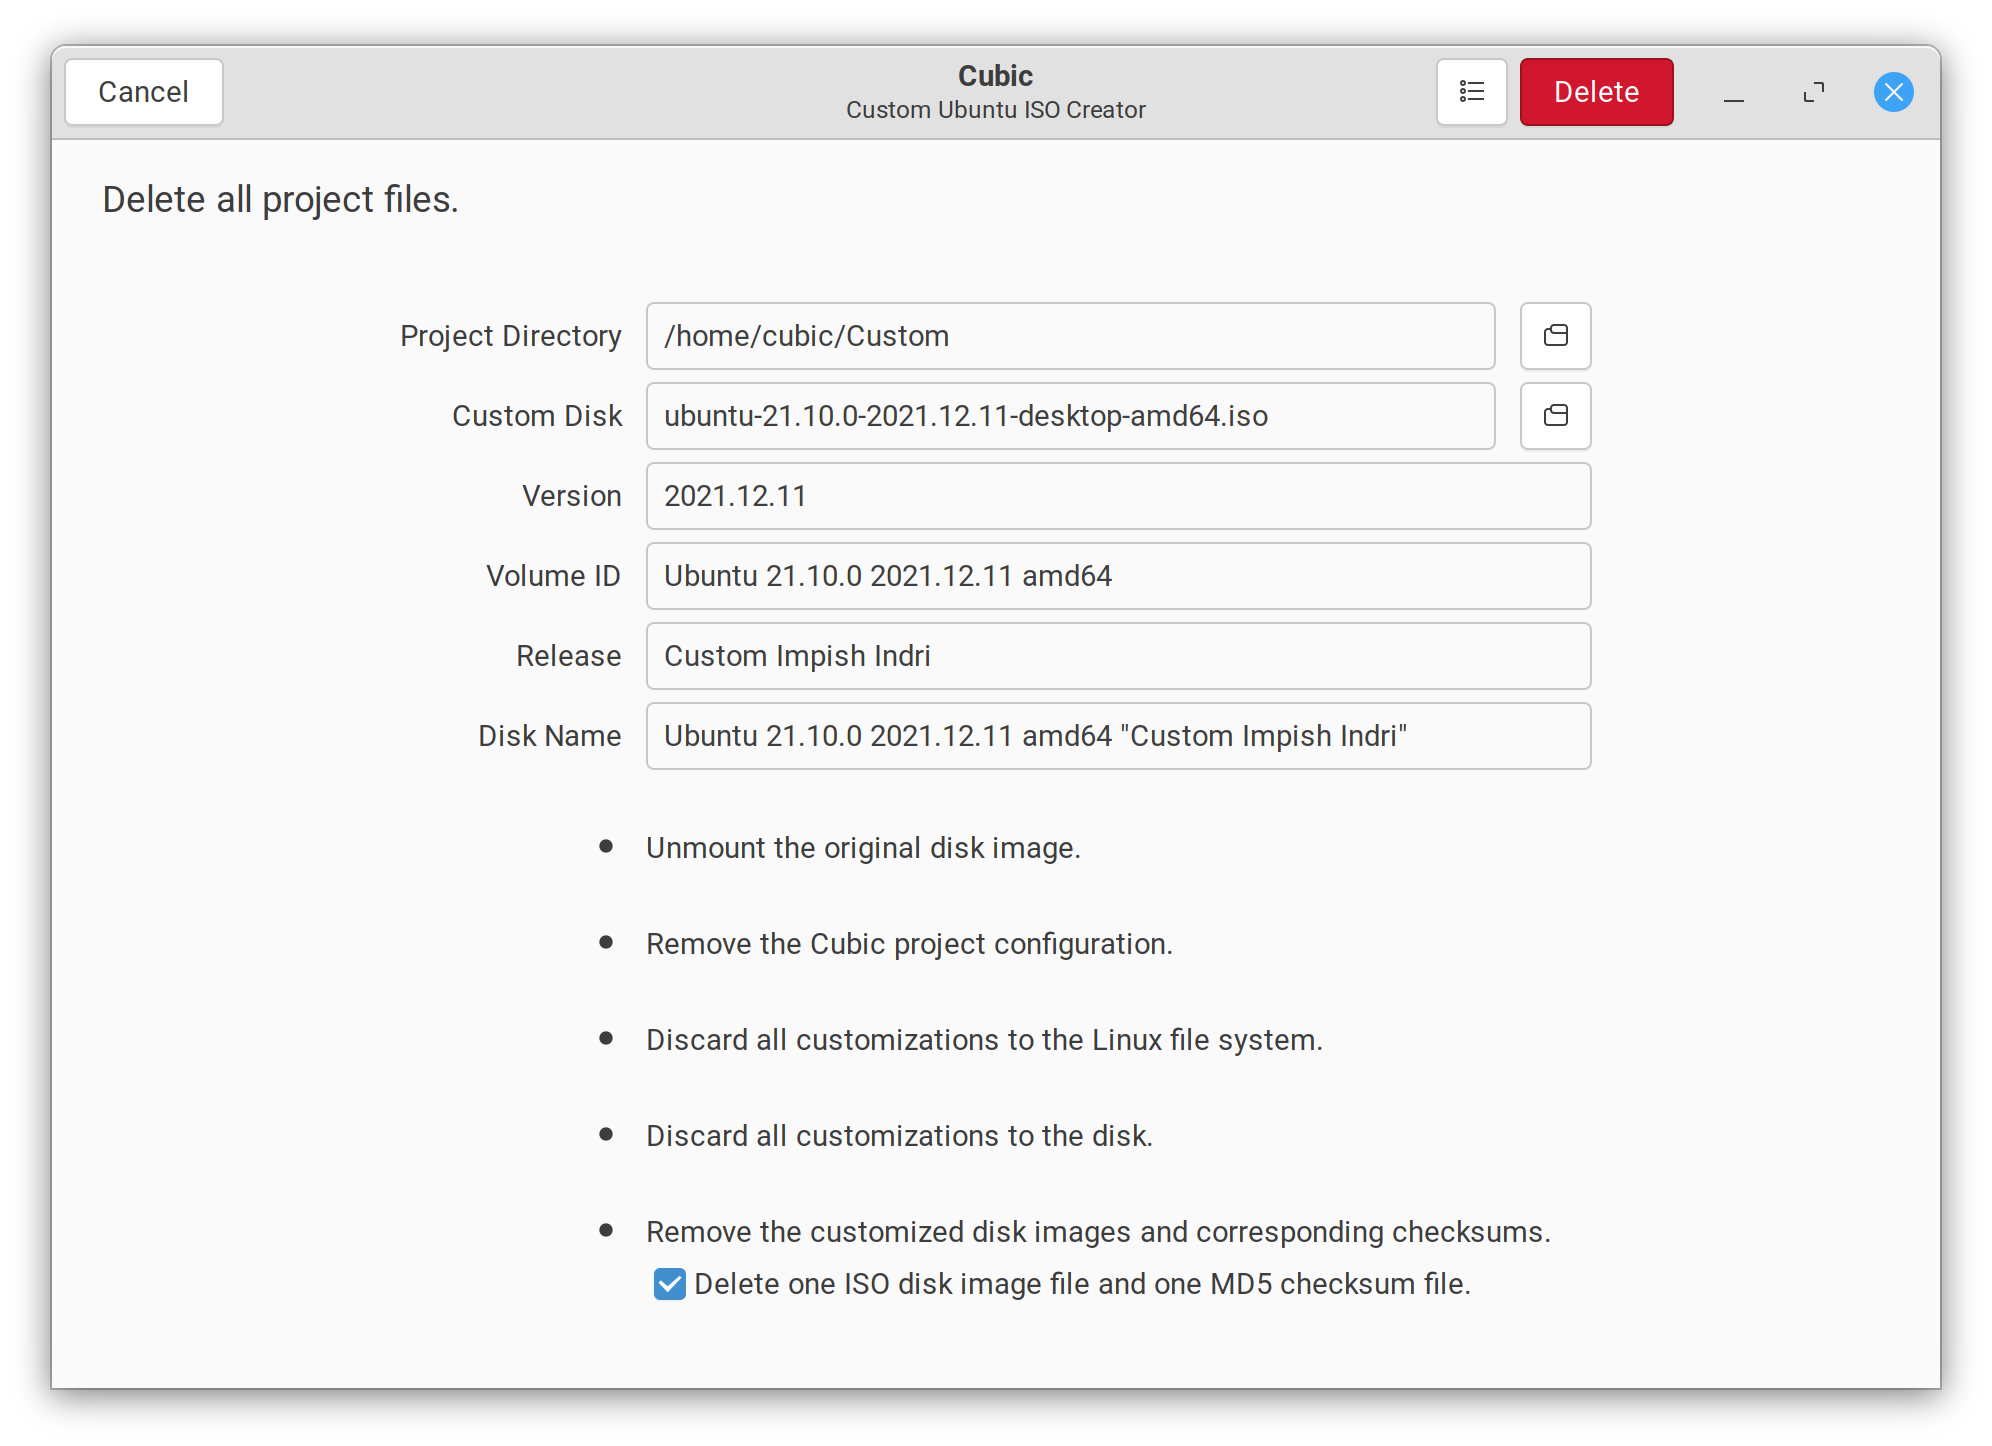 Cancel
Cubic
Custom Ubuntu ISO Creator
Delete
Delete all project files.
Project Directory
/home/cubic/Custom
Custom Disk
ubuntu-21.10.0-2021.12.11-desktop-amd64.iso
Version
2021.12.11
Volume ID
Ubuntu 21.10.0 2021.12.11 amd64
Release
Custom Impish Indri
Disk Name
Ubuntu 21.10.0 2021.12.11 amd64 "Custom Impish Indri"
• Unmount the original disk image.
• Remove the Cubic project configuration.
• Discard all customizations to the Linux file system.
• Discard all customizations to the disk.
• Remove the customized disk images and corresponding checksums.
Delete one ISO disk image file and one MD5 checksum file.